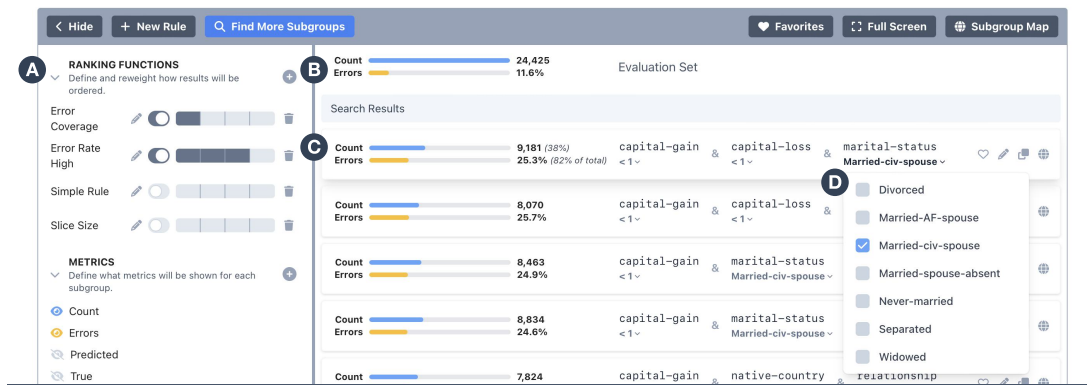 Hide
+ New Rule
Find More Subgroups
Favorites
Full Screen
Subgroup Map
A
RANKING FUNCTIONS
Define and reweight how results will be
ordered.
Error
Coverage
Error Rate
High
Simple Rule
Slice Size
METRICS
Define what metrics will be shown for each
subgroup.
Count
Errors
Predicted
True
B
Count 24,425
Errors 11.6%
Evaluation Set
Search Results
C
Count 9,181 (38%)
Errors 25.3% (82% of total)
capital-gain & capital-loss & marital-status
< 1 < 1 Married-civ-spouse
Count 8,070
Errors 25.7%
capital-gain & capital-loss &
< 1 < 1
Count 8,463
Errors 24.9%
capital-gain & marital-status
< 1 Married-civ-spouse
Count 8,834
Errors 24.6%
capital-gain & marital-status
< 1 Married-civ-spouse
Count 7,824
capital-gain & native-country & relationship
D
Divorced
Married-AF-spouse
Married-civ-spouse
Married-spouse-absent
Never-married
Separated
Widowed